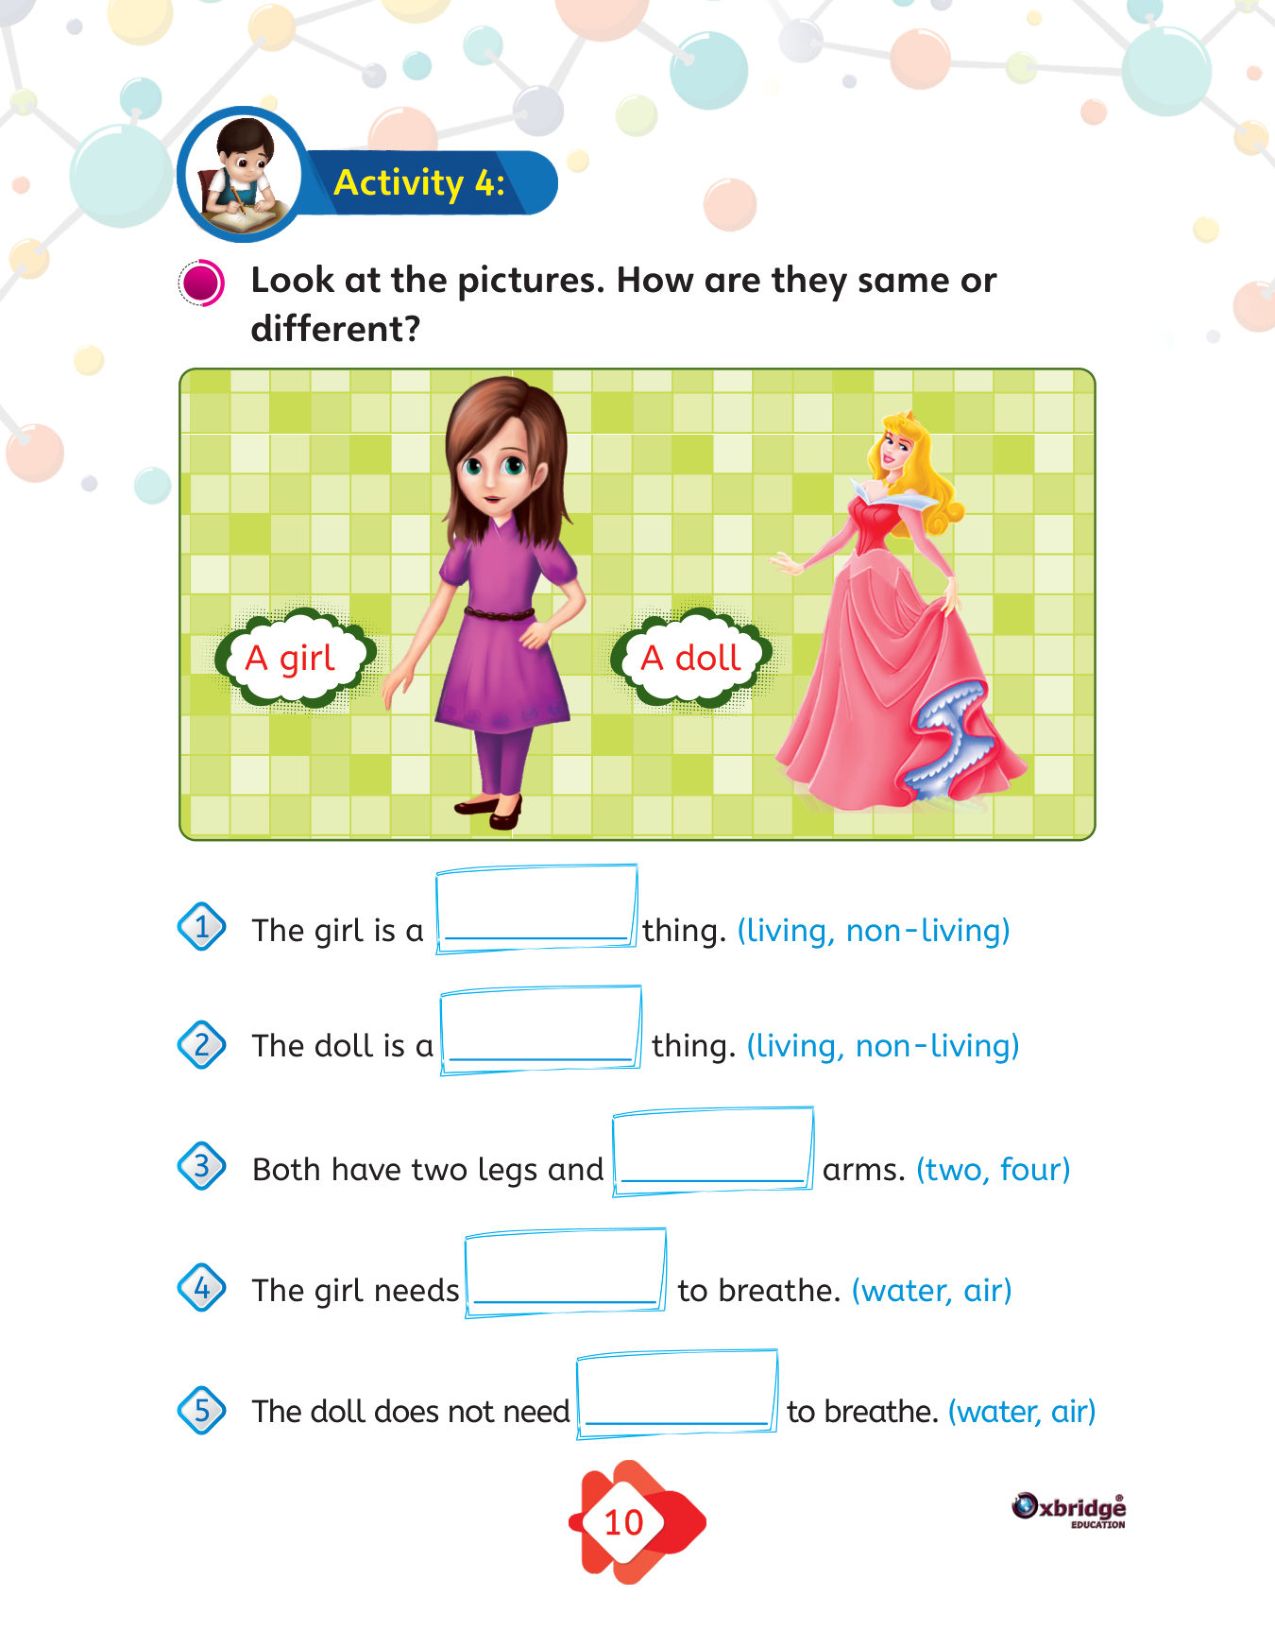 Activity 4:
Look at the pictures. How are they same or
different?
A girl
A doll
1 The girl is a thing. (living, non-living)
2 The doll is a thing. (living, non-living)
3 Both have two legs and arms. (two, four)
4 The girl needs to breathe. (water, air)
5 The doll does not need to breathe. (water, air)
10
Oxbridge®
EDUCATION